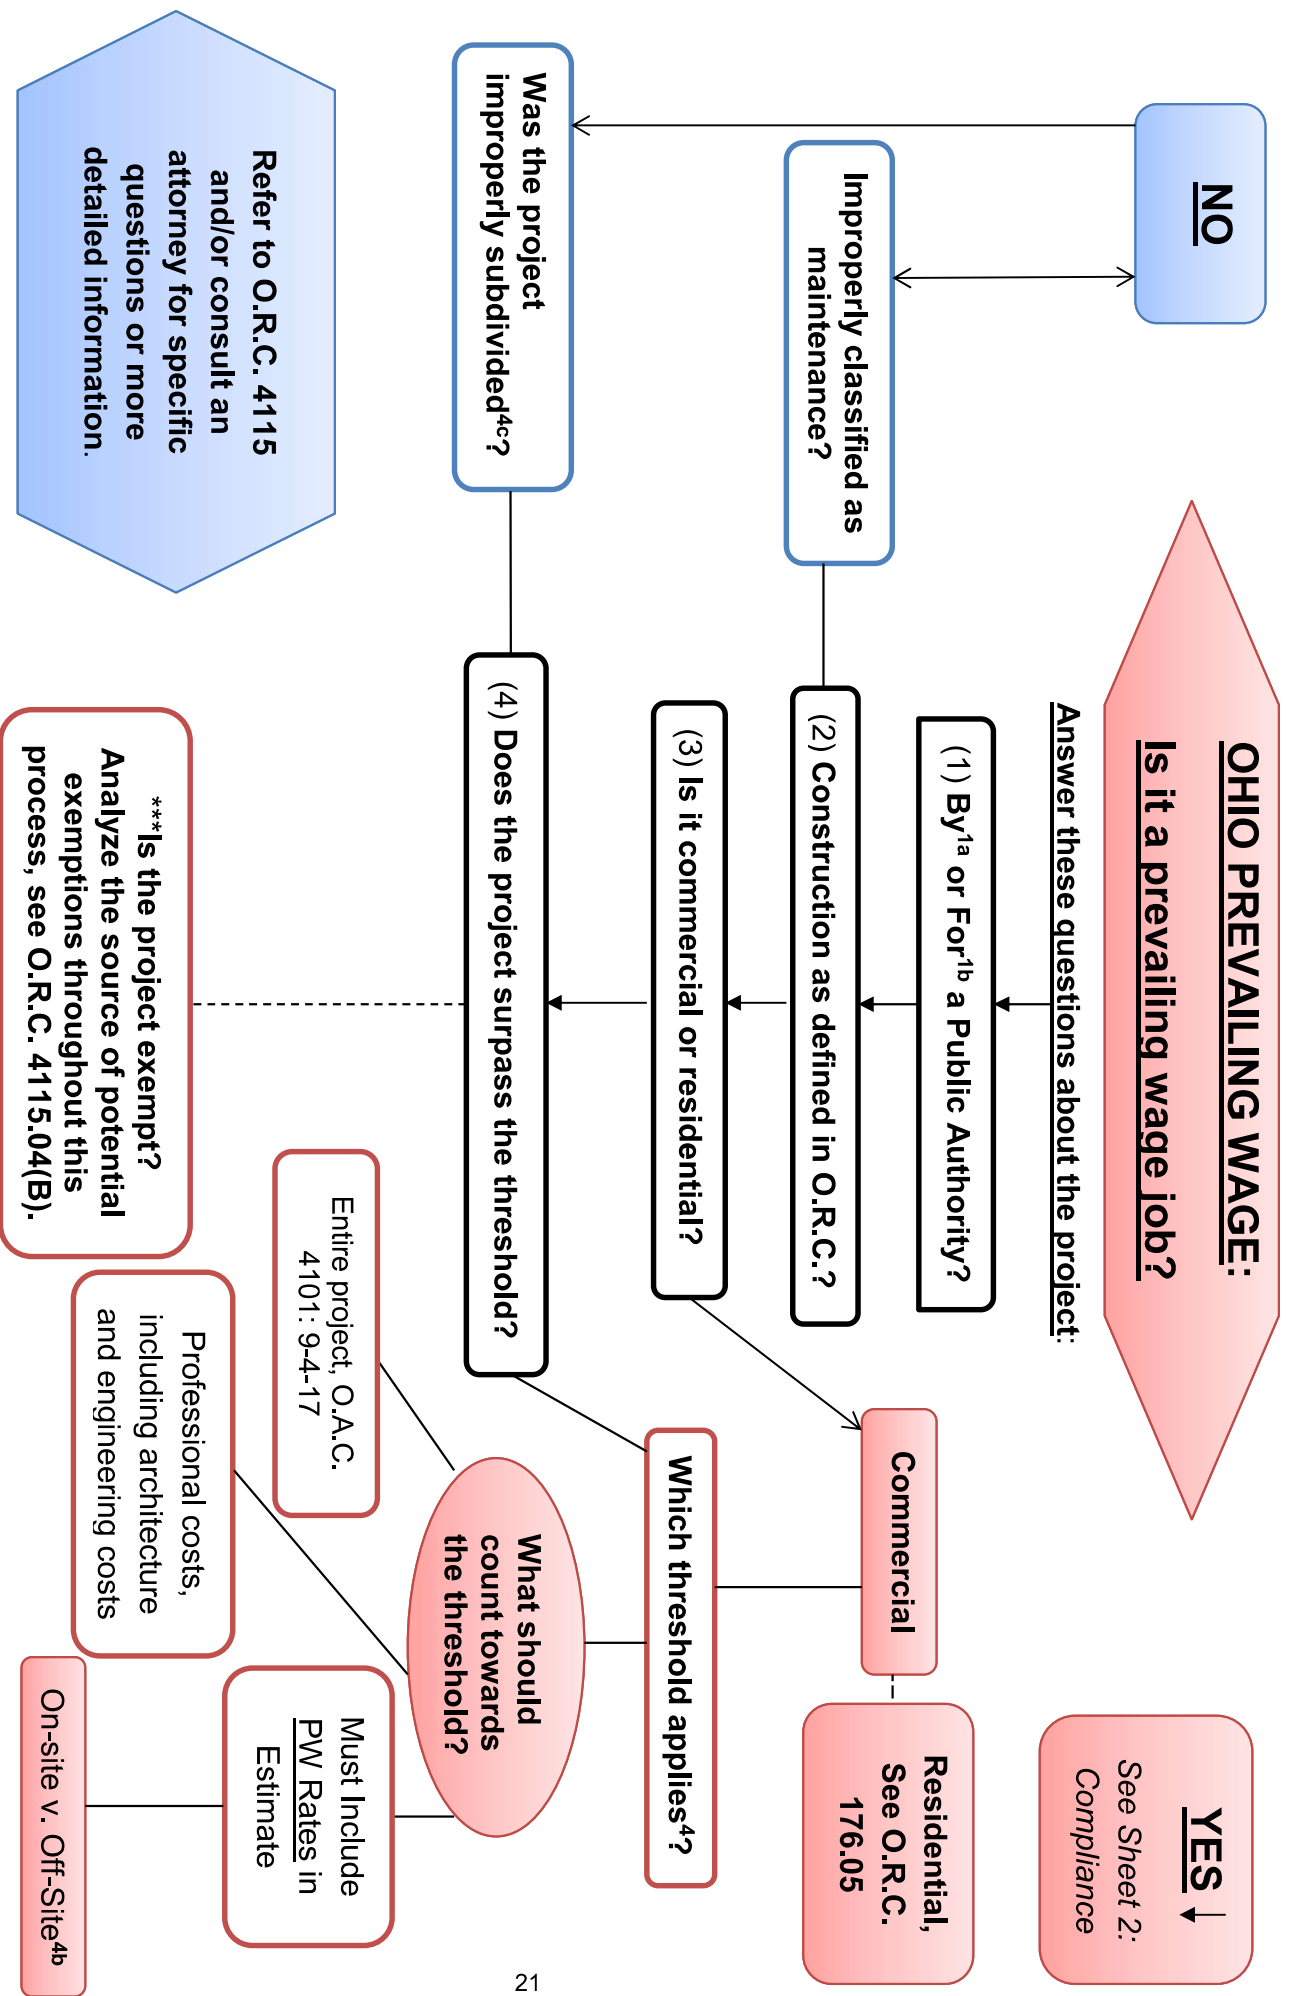 OHIO PREVAILING WAGE:
Is it a prevailing wage job?
NO
YES ↓
See Sheet 2:
Compliance
Answer these questions about the project:
(1) By1a or For1b a Public Authority?
Improperly classified as
maintenance?
(2) Construction as defined in O.R.C.?
Commercial
Residential,
See O.R.C.
176.05
(3) Is it commercial or residential?
Which threshold applies4?
Was the project
improperly subdivided4c?
(4) Does the project surpass the threshold?
What should
count towards
the threshold?
Entire project, O.A.C.
4101: 9-4-17
Must Include
PW Rates in
Estimate
Professional costs,
including architecture
and engineering costs
On-site v. Off-Site4b
Refer to O.R.C. 4115
and/or consult an
attorney for specific
questions or more
detailed information.
***Is the project exempt?
Analyze the source of potential
exemptions throughout this
process, see O.R.C. 4115.04(B).
21